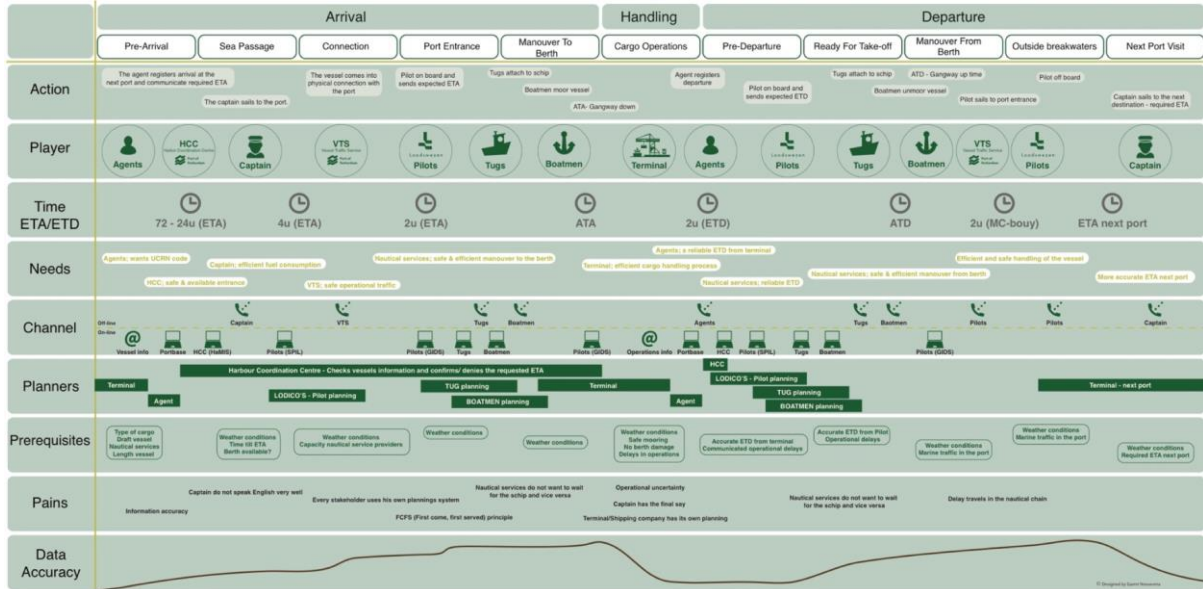 Arrival
Handling
Departure
Pre-Arrival
Sea Passage
Connection
Port Entrance
Manouver To
Berth
Cargo Operations
Pre-Departure
Ready For Take-off
Manouver From
Berth
Outside breakwaters
Next Port Visit
Action
The agent registers arrival at the
next port and communicate required ETA
The captain sails to the port.
The vessel comes into
physical connection with
the port
Pilot on board and
sends expected ETA
Tugs attach to schip
Boatmen moor vessel
ATA- Gangway down
Agent registers
departure
Pilot on board and
sends expected ETD
Tugs attach to schip
Boatmen unmoor vessel
ATD - Gangway up time
Pilot sails to port entrance
Pilot off board
Captain sails to the next
destination - required ETA
Player
Agents
HCC
Captain
VTS
Pilots
Tugs
Boatmen
Terminal
Agents
Pilots
Tugs
Boatmen
VTS
Pilots
Captain
Time
ETA/ETD
72 - 24u (ETA)
4u (ETA)
2u (ETA)
ATA
2u (ETD)
ATD
2u (MC-bouy)
ETA next port
Needs
Agents; wants UCRN code
HCC; safe & available entrance
Captain; efficient fuel consumption
VTS; safe operational traffic
Nautical services; safe & efficient manouver to the berth
Terminal; efficient cargo handling process
Agents; s reliable ETD from terminal
Nautical services; reliable ETD
Nautical services; safe & efficient manouver from berth
Efficient and safe handling of the vessel
More accurate ETA next port
Channel
Off-line
On-line
Captain
VTS
Tugs
Boatmen
Agents
Tugs
Baotmen
Pilots
Pilots
Captain
@
Vessel info
Portbase
HCC (HaMIS)
Pilots (SPIL)
Pilots (GIDS)
Tugs
Boatmen
Pilots (GIDS)
@
Operations info
Portbase
HCC
Pilots (SPIL)
Tugs
Boatmen
Pilots (GIDS)
Planners
Harbour Coordination Centre - Checks vessels information and confirms/ denies the requested ETA
Terminal
Agent
LODICO'S - Pilot planning
TUG planning
BOATMEN planning
Terminal
Agent
HCC
LODICO'S - Pilot planning
TUG planning
BOATMEN planning
Terminal - next port
Prerequisites
Type of cargo
Draft vessel
Nautical services
Length vessel
Weather conditions
Time till ETA
Berth available?
Weather conditions
Capacity nautical service providers
Weather conditions
Weather conditions
Weather conditions
Safe mooring
No berth damage
Delays in operations
Accurate ETD from terminal
Communicated operational delays
Accurate ETD from Pilot
Operational delays
Weather conditions
Marine traffic in the port
Weather conditions
Marine traffic in the port
Weather conditions
Required ETA next port
Pains
Information accuracy
Captain do not speak English very well
Every stakeholder uses his own plannings system
FCFS (First come, first served) principle
Nautical services do not want to wait
for the schip and vice versa
Operational uncertainty
Captain has the final say
Terminal/Shipping company has its own planning
Nautical services do not want to wait
for the schip and vice versa
Delay travels in the nautical chain
Data
Accuracy